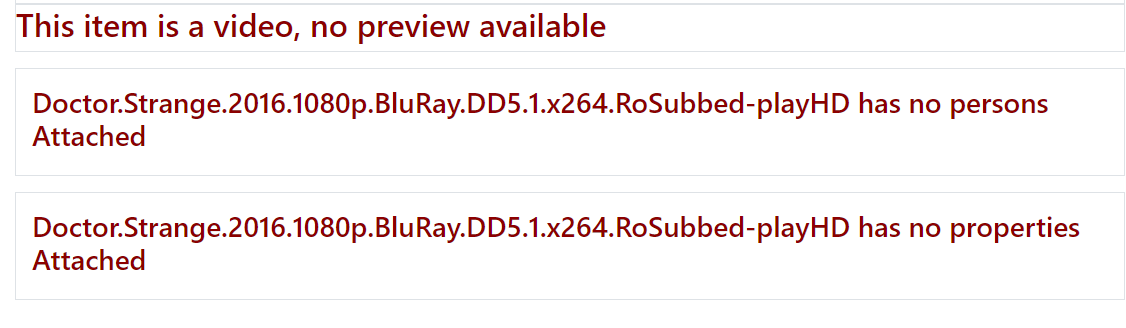 This item is a video, no preview available
Doctor.Strange.2016.1080p.BluRay.DD5.1.x264.RoSubbed-playHD has no persons
Attached
Doctor.Strange.2016.1080p.BluRay.DD5.1.x264.RoSubbed-playHD has no properties
Attached